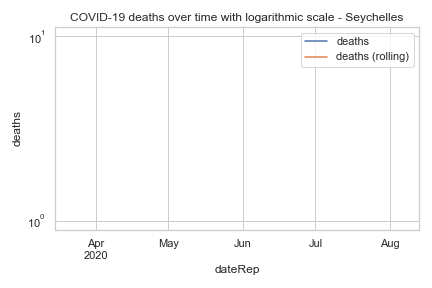 COVID-19 deaths over time with logarithmic scale - Seychelles
10¹
deaths
deaths (rolling)
deaths
10⁰
Apr May Jun Jul Aug
2020
dateRep